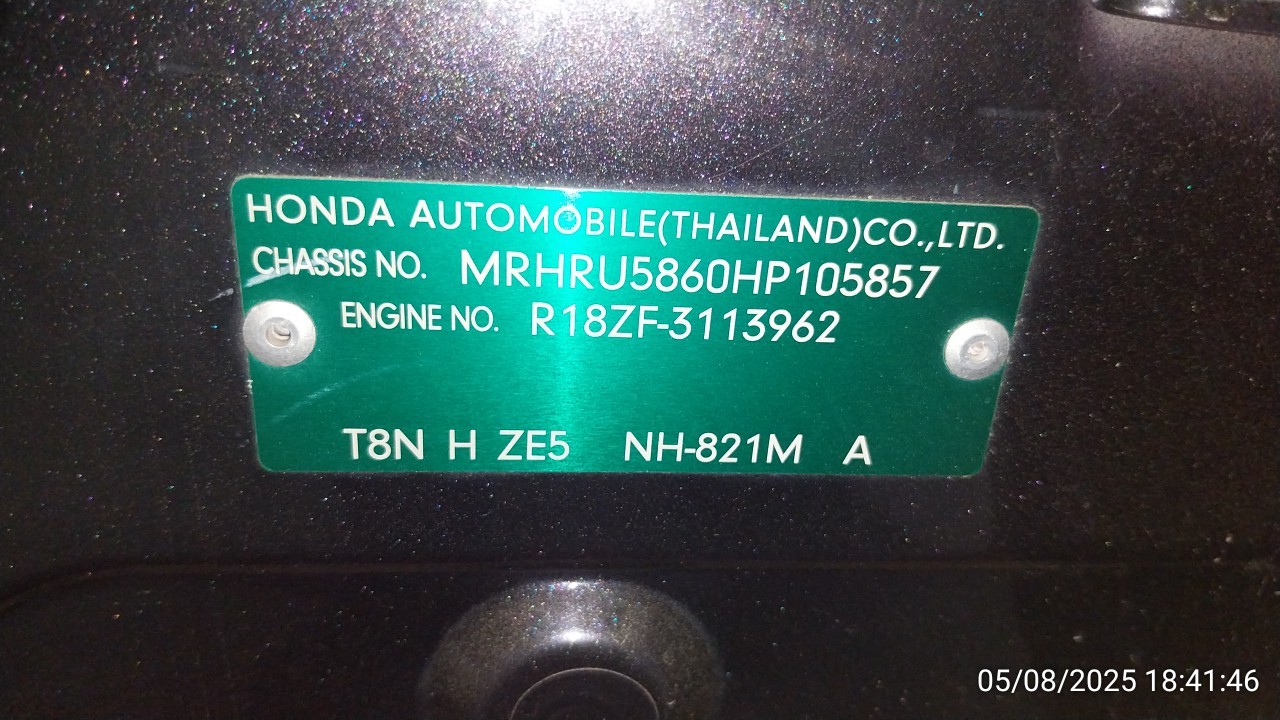 HONDA AUTOMOBILE(THAILAND)CO.,LTD.
CHASSIS NO. MRHRU5860HP105857
ENGINE NO. R18ZF-3113962
T8N H ZE5 NH-821M A
05/08/2025 18:41:46